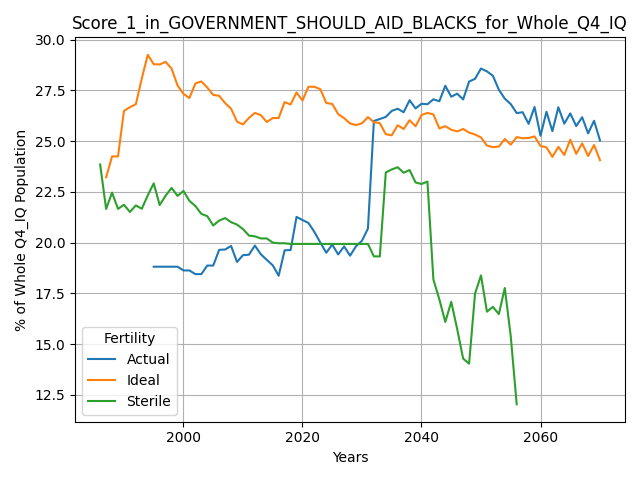 Score_1_in_GOVERNMENT_SHOULD_AID_BLACKS_for_Whole_Q4_IQ
% of Whole Q4_IQ Population
30.0
27.5
25.0
22.5
20.0
17.5
15.0
12.5
Fertility
Actual
Ideal
Sterile
2000
2020
2040
2060
Years